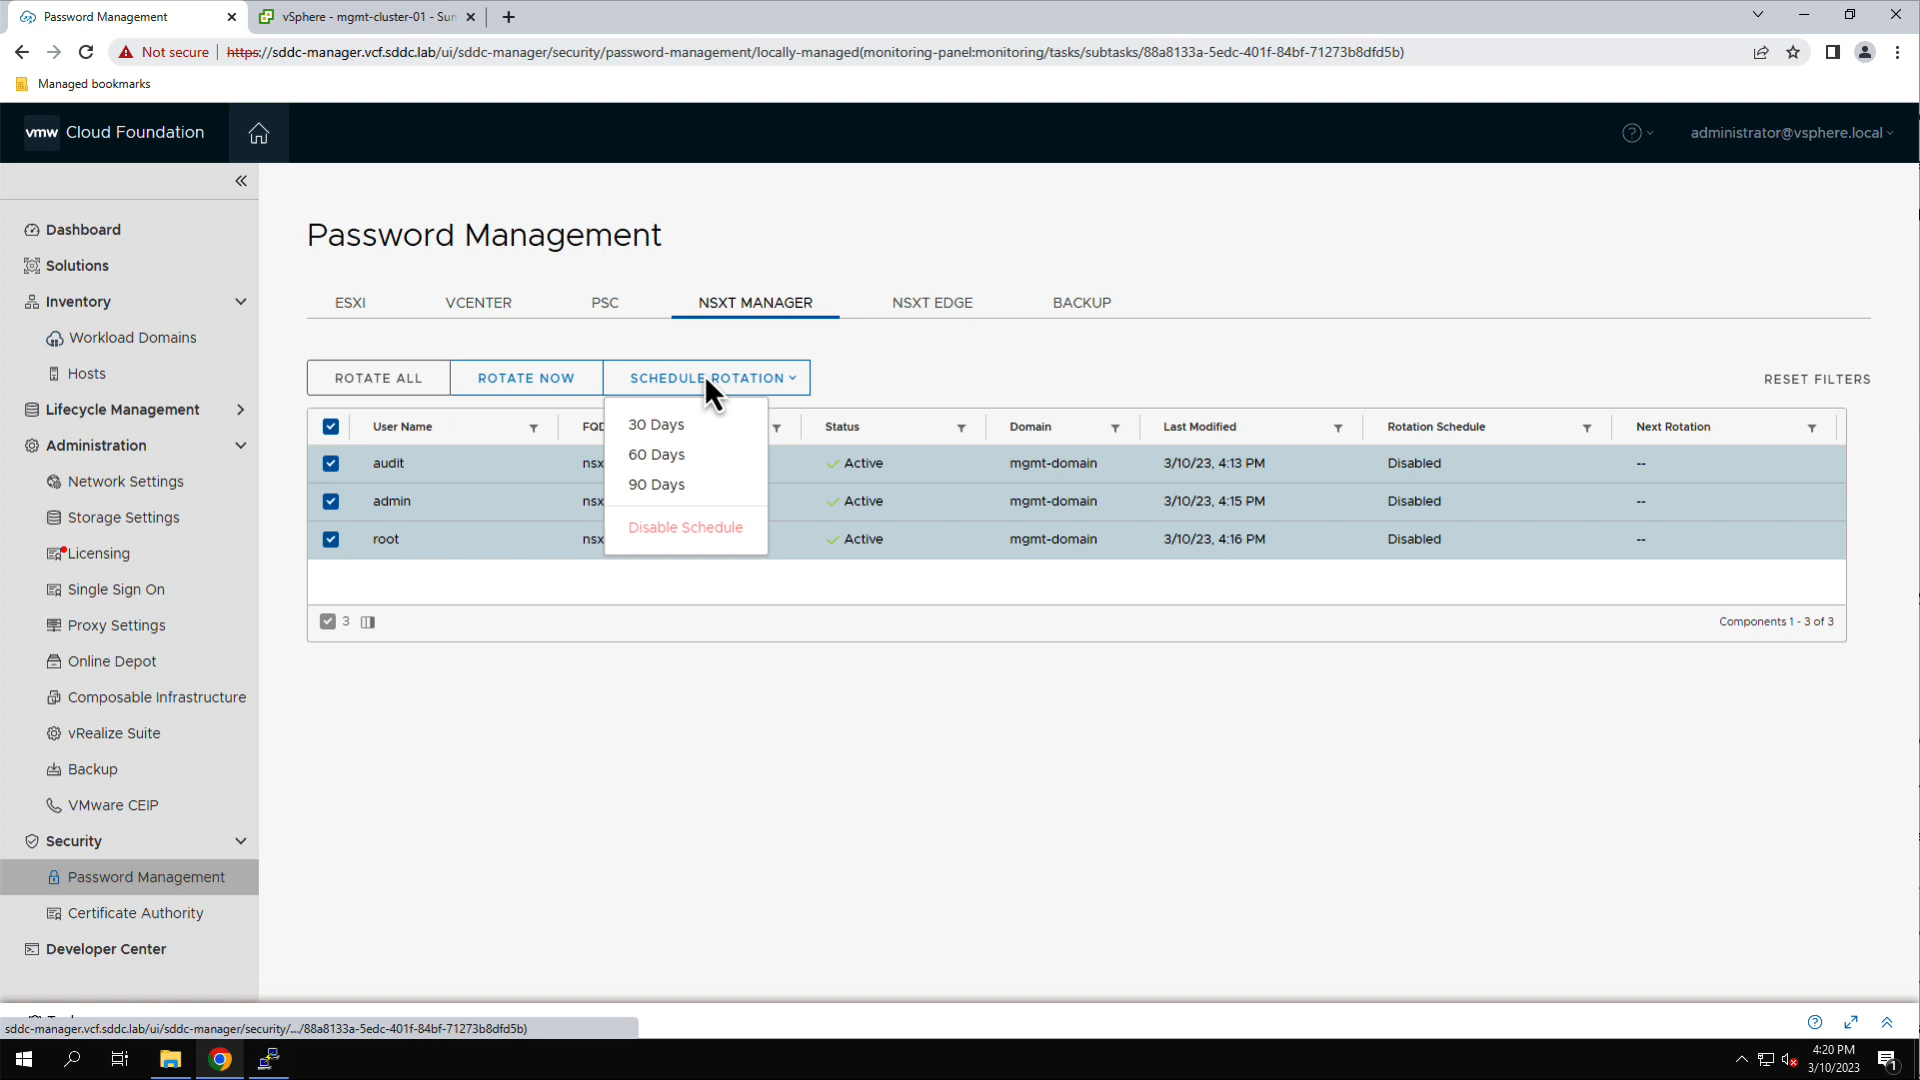 Password Management
vSphere - mgmt-cluster-01 - Sum
Not secure
https://sddc-manager.vcf.sddc.lab/ui/sddc-manager/security/password-management/locally-managed(monitoring-panel:monitoring/tasks/subtasks/88a8133a-5edc-401f-84bf-71273b8dfd5b)
Managed bookmarks
vmw Cloud Foundation
administrator@vsphere.local
Dashboard
Solutions
Inventory
Workload Domains
Hosts
Lifecycle Management
Administration
Network Settings
Storage Settings
Licensing
Single Sign On
Proxy Settings
Online Depot
Composable Infrastructure
vRealize Suite
Backup
VMware CEIP
Security
Password Management
Certificate Authority
Developer Center
Password Management
ESXI VCENTER PSC NSXT MANAGER NSXT EDGE BACKUP
ROTATE ALL ROTATE NOW SCHEDULE ROTATION RESET FILTERS
30 Days
60 Days
90 Days
Disable Schedule
User Name Status Domain Last Modified Rotation Schedule Next Rotation
audit nsx Active mgmt-domain 3/10/23, 4:13 PM Disabled --
admin nsx Active mgmt-domain 3/10/23, 4:15 PM Disabled --
root nsx Active mgmt-domain 3/10/23, 4:16 PM Disabled --
3
Components 1 - 3 of 3
sddc-manager.vcf.sddc.lab/ui/sddc-manager/security/.../88a8133a-5edc-401f-84bf-71273b8dfd5b)
4:20 PM
3/10/2023
1